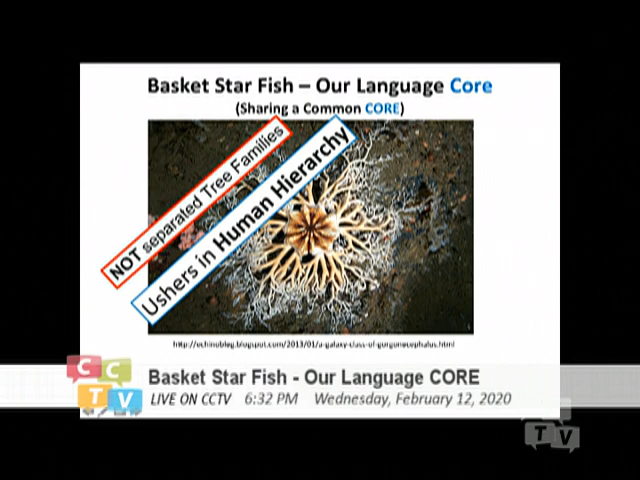 Basket Star Fish – Our Language Core
(Sharing a Common CORE)
NOT separated Tree Families
Ushers in Human Hierarchy
http://echinoblog.blogspot.com/2013/01/a-galaxy-class-of-gorgonocephalus.html
CC
TV
Basket Star Fish - Our Language CORE
LIVE ON CCTV 6:32 PM Wednesday, February 12, 2020
TV